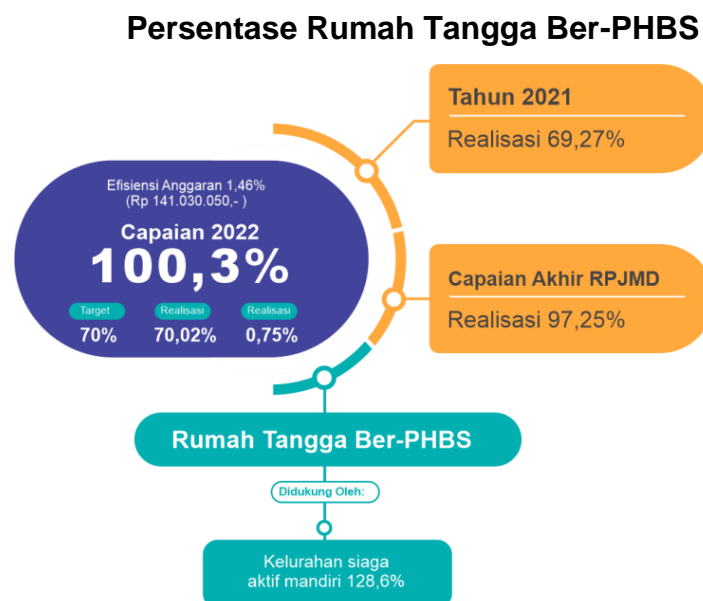 Persentase Rumah Tangga Ber-PHBS
Tahun 2021
Realisasi 69,27%
Efisiensi Anggaran 1,46%
(Rp 141.030.050,- )
Capaian 2022
100,3%
Target Realisasi Realisasi
70% 70,02% 0,75%
Capaian Akhir RPJMD
Realisasi 97,25%
Rumah Tangga Ber-PHBS
Didukung Oleh:
Kelurahan siaga
aktif mandiri 128,6%